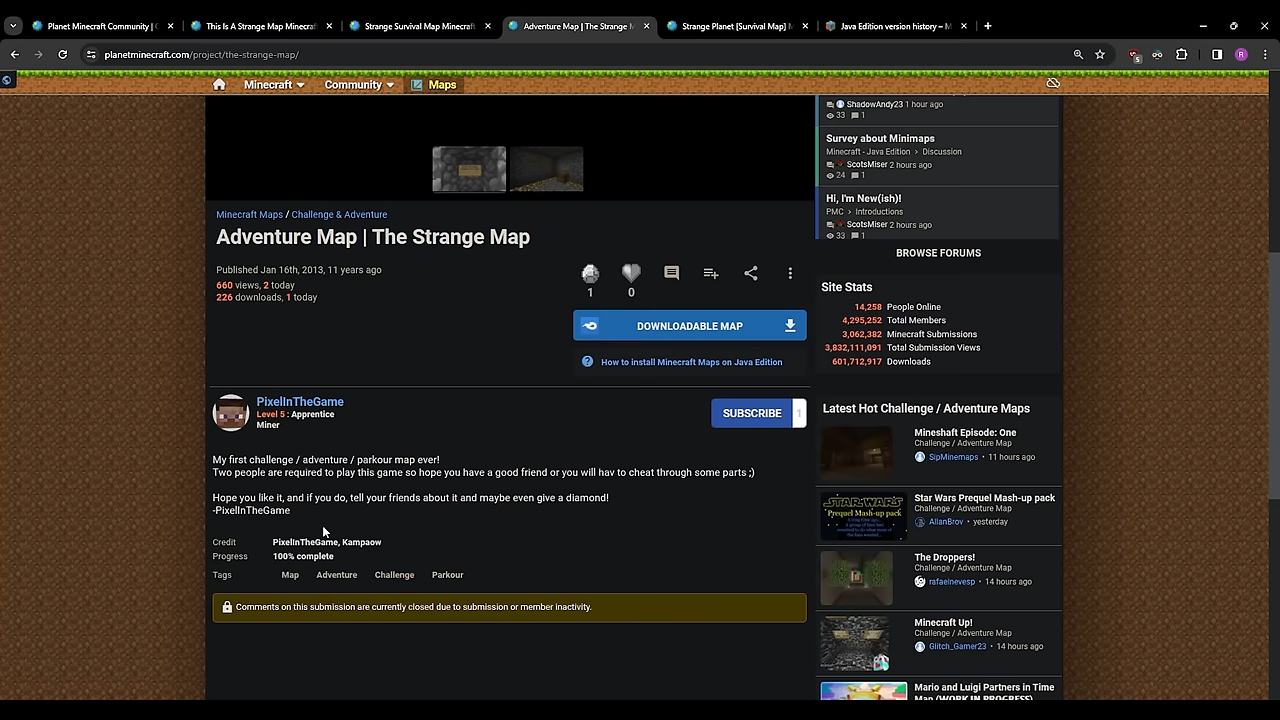 Planet Minecraft Community | C
This Is A Strange Map Minecraf
Strange Survival Map Minecraft
Adventure Map | The Strange M
Strange Planet [Survival Map] M
Java Edition version history – M
planetminecraft.com/project/the-strange-map/
5
R
Minecraft
Community
Maps
ShadowAndy23 1 hour ago
33 1
Survey about Minimaps
Minecraft - Java Edition > Discussion
ScotsMiser 2 hours ago
24 1
Hi, I'm New(ish)!
PMC > Introductions
ScotsMiser 2 hours ago
33 1
BROWSE FORUMS
Minecraft Maps / Challenge & Adventure
Adventure Map | The Strange Map
Published Jan 16th, 2013, 11 years ago
660 views, 2 today
226 downloads, 1 today
1 0
DOWNLOADABLE MAP
How to install Minecraft Maps on Java Edition
Site Stats
14,258 People Online
4,295,252 Total Members
3,062,382 Minecraft Submissions
3,832,111,091 Total Submission Views
601,712,917 Downloads
PixelInTheGame
Level 5 : Apprentice
Miner
SUBSCRIBE 1
My first challenge / adventure / parkour map ever!
Two people are required to play this game so hope you have a good friend or you will hav to cheat through some parts ;)
Hope you like it, and if you do, tell your friends about it and maybe even give a diamond!
-PixelInTheGame
Credit PixelInTheGame, Kampaow
Progress 100% complete
Tags Map Adventure Challenge Parkour
Comments on this submission are currently closed due to submission or member inactivity.
Latest Hot Challenge / Adventure Maps
Mineshaft Episode: One
Challenge / Adventure Map
SipMinemaps • 11 hours ago
STAR WARS
Prequel Mash-up pack
Star Wars Prequel Mash-up pack
Challenge / Adventure Map
AllanBrov • yesterday
The Droppers!
Challenge / Adventure Map
rafaelnevesp • 14 hours ago
Minecraft Up!
Challenge / Adventure Map
Glitch_Gamer23 • 14 hours ago
Mario and Luigi Partners in Time
Map (WORK IN PROGRESS)